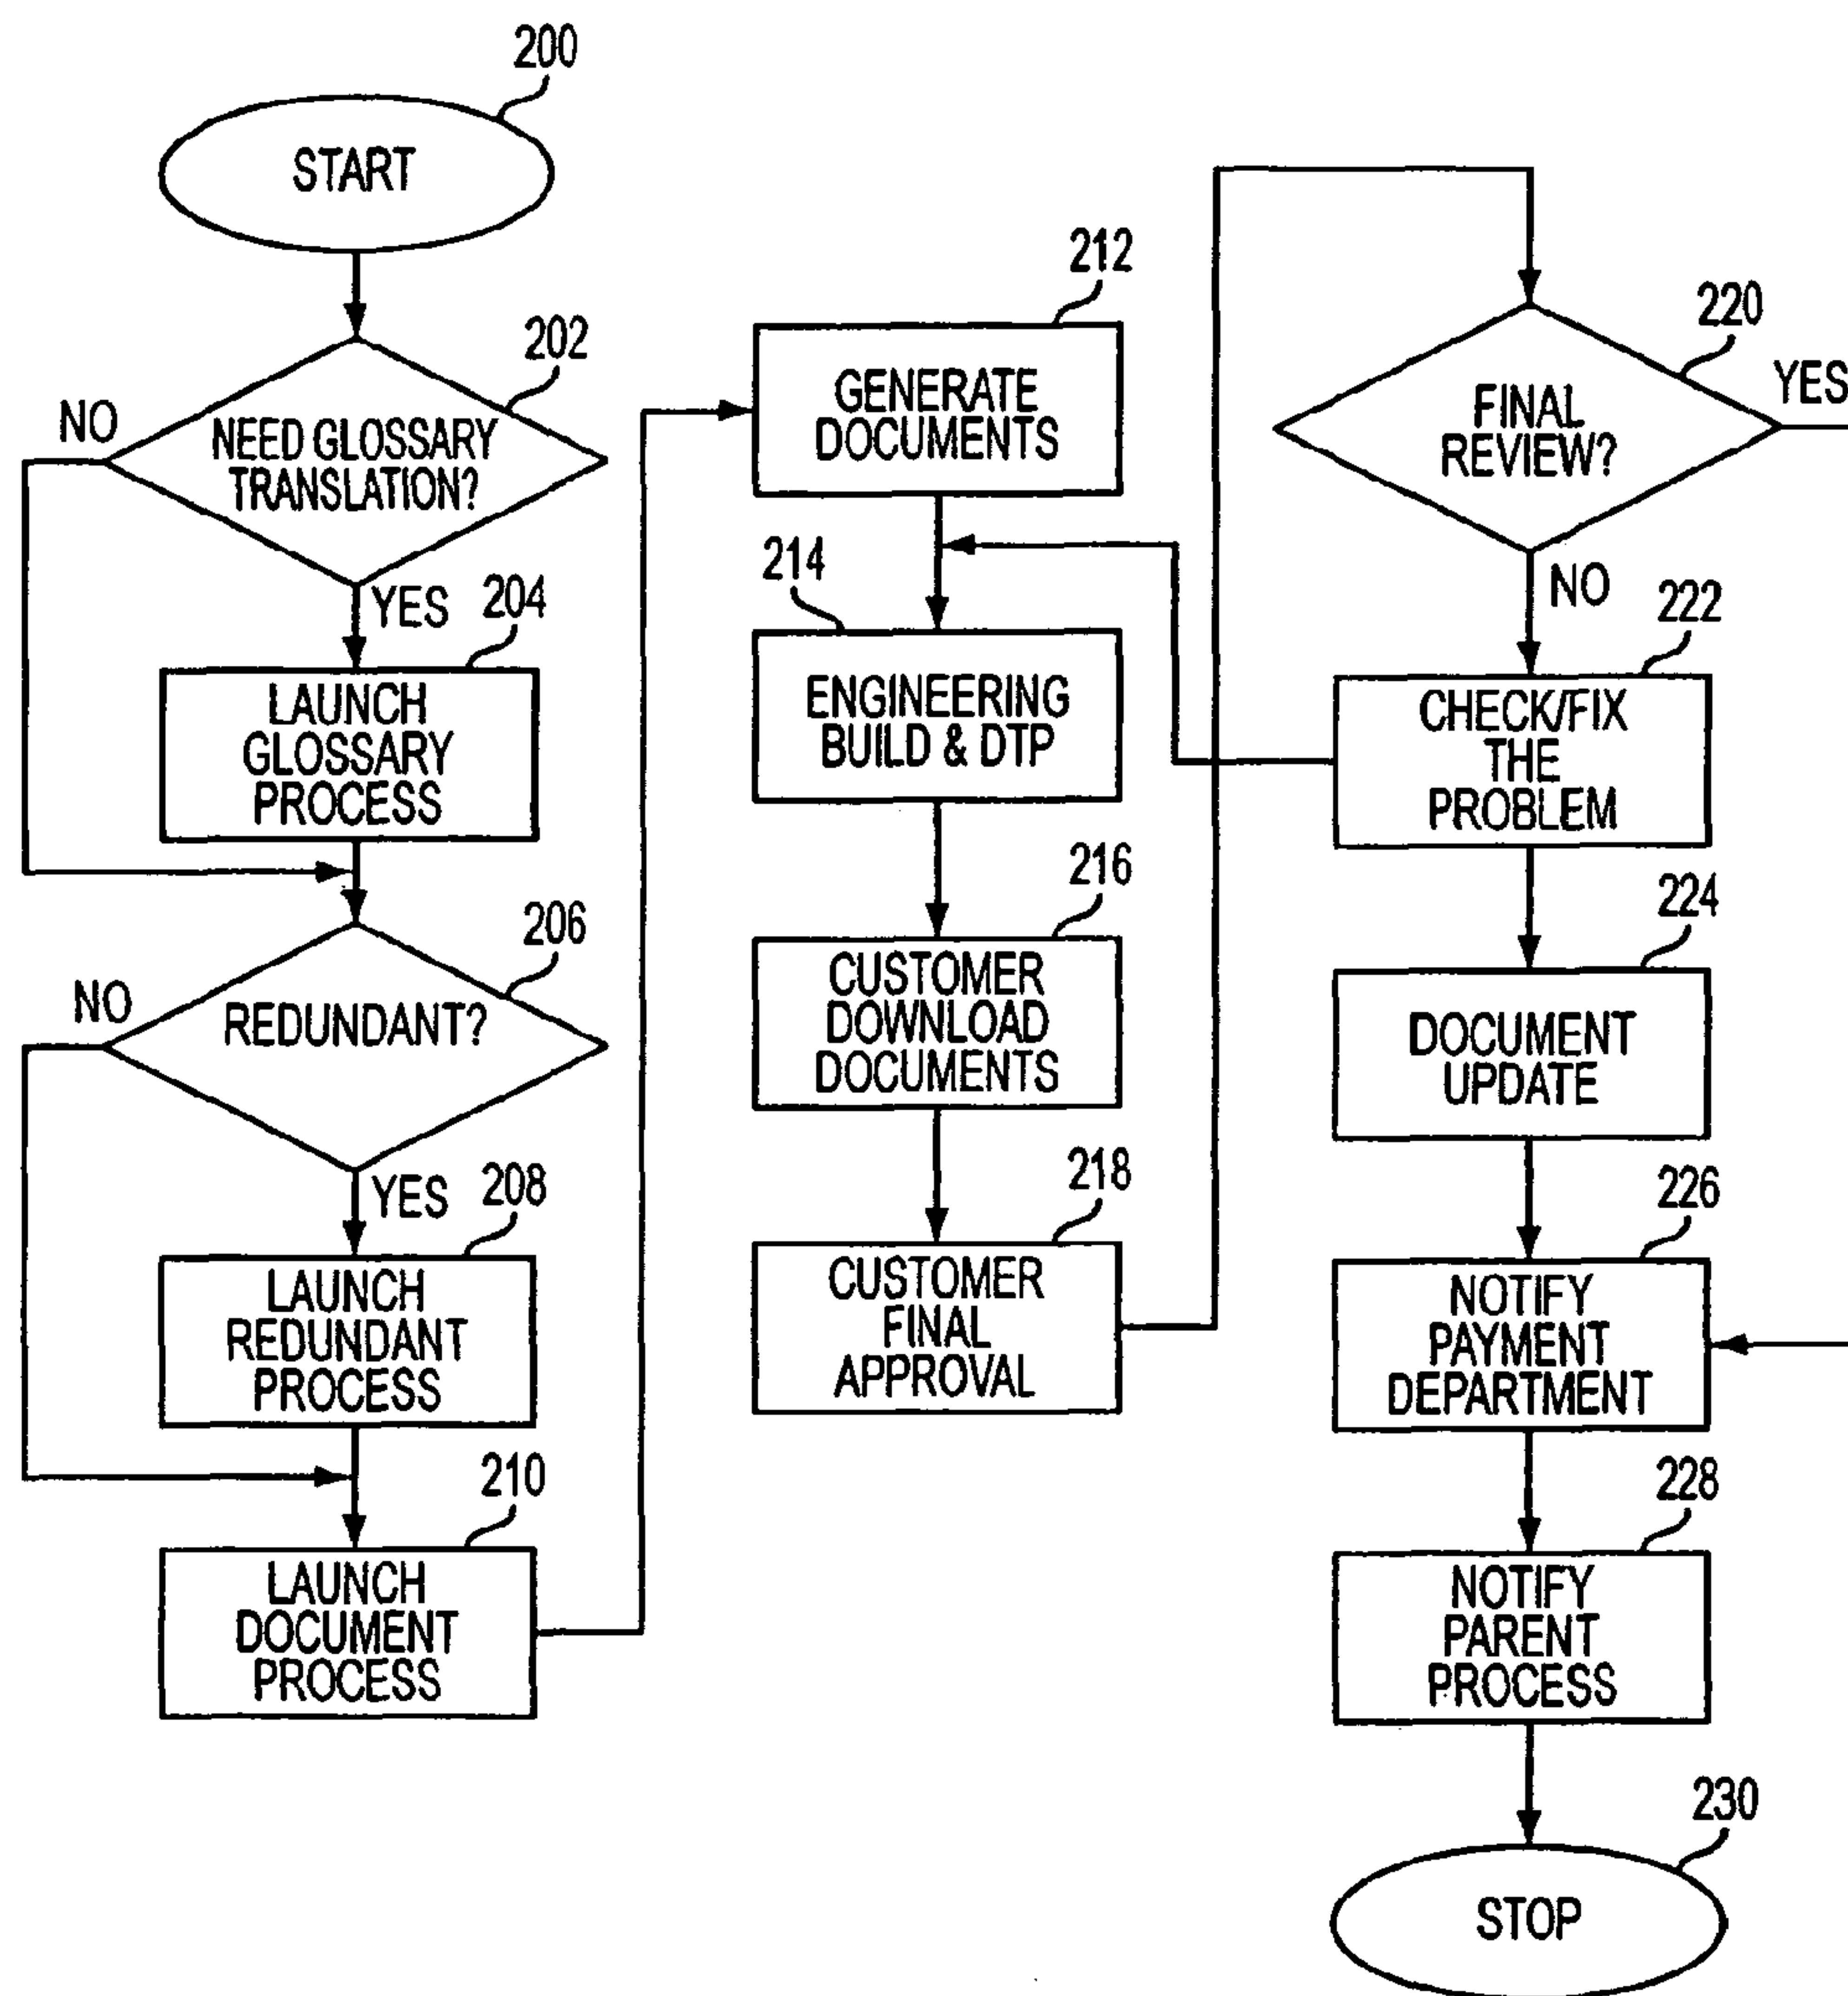 200
START
202
NO
NEED GLOSSARY
TRANSLATION?
YES
204
LAUNCH
GLOSSARY
PROCESS
206
NO
REDUNDANT?
YES
208
LAUNCH
REDUNDANT
PROCESS
210
LAUNCH
DOCUMENT
PROCESS
212
GENERATE
DOCUMENTS
214
ENGINEERING
BUILD & DTP
216
CUSTOMER
DOWNLOAD
DOCUMENTS
218
CUSTOMER
FINAL
APPROVAL
220
YES
FINAL
REVIEW?
NO
222
CHECK/FIX
THE
PROBLEM
224
DOCUMENT
UPDATE
226
NOTIFY
PAYMENT
DEPARTMENT
228
NOTIFY
PARENT
PROCESS
230
STOP